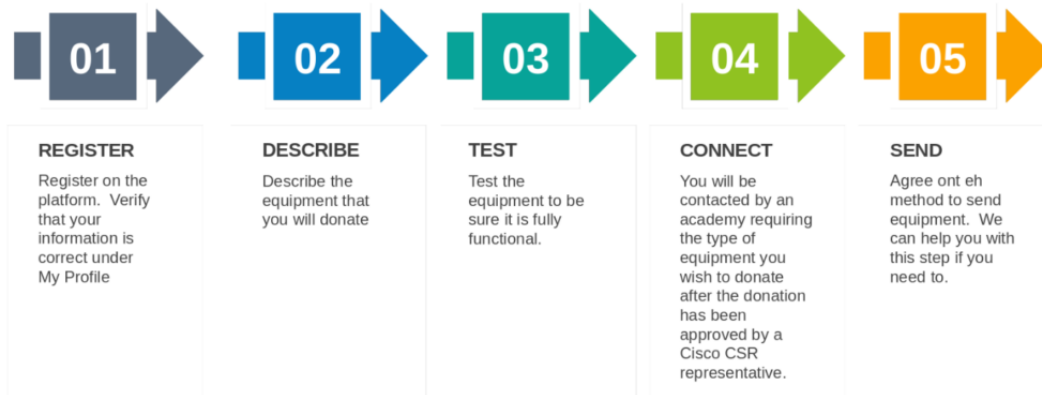 01
02
03
04
05
REGISTER
Register on the
platform.  Verify
that your
information is
correct under
My Profile
DESCRIBE
Describe the
equipment that
you will donate
TEST
Test the
equipment to be
sure it is fully
functional.
CONNECT
You will be
contacted by an
academy requiring
the type of
equipment you
wish to donate
after the donation
has been
approved by a
Cisco CSR
representative.
SEND
Agree ont eh
method to send
equipment.  We
can help you with
this step if you
need to.